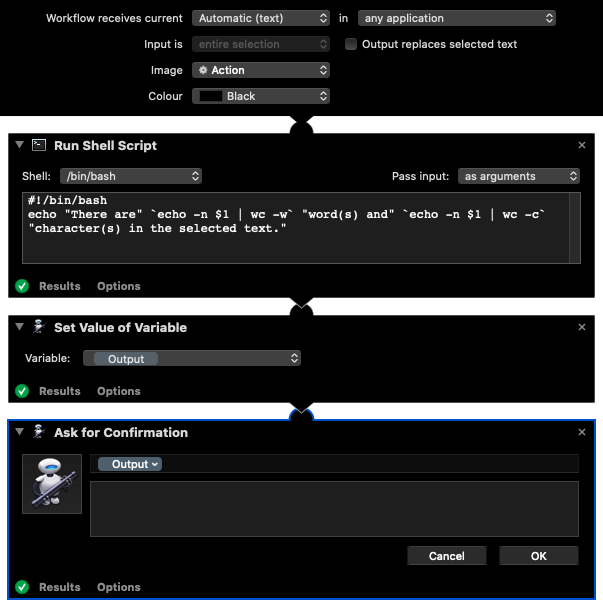 Workflow receives current Automatic (text) in any application
Input is entire selection Output replaces selected text
Image Action
Colour Black
Run Shell Script
Shell: /bin/bash Pass input: as arguments
#!/bin/bash
echo "There are" `echo -n $1 | wc -w` "word(s) and" `echo -n $1 | wc -c`
"character(s) in the selected text."
Results Options
Set Value of Variable
Variable: Output
Results Options
Ask for Confirmation
Output
Cancel OK
Results Options